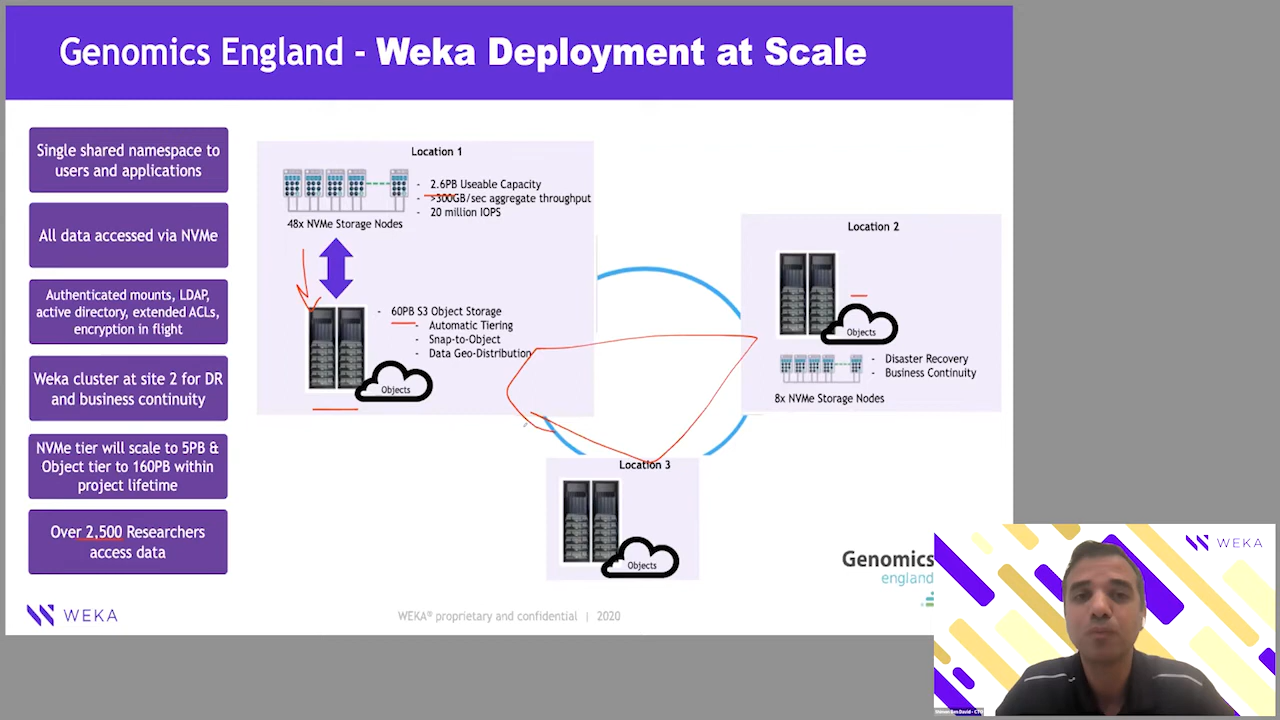 Genomics England - Weka Deployment at Scale
Single shared namespace to
users and applications
All data accessed via NVMe
Authenticated mounts, LDAP,
active directory, extended ACLs,
encryption in flight
Weka cluster at site 2 for DR
and business continuity
NVMe tier will scale to 5PB &
Object tier to 160PB within
project lifetime
Over 2,500 Researchers
access data
Location 1
- 2.6PB Useable Capacity
- >300GB/sec aggregate throughput
- 20 million IOPS
48x NVMe Storage Nodes
- 60PB S3 Object Storage
- Automatic Tiering
- Snap-to-Object
- Data Geo-Distribution
Objects
Location 2
Objects
- Disaster Recovery
- Business Continuity
8x NVMe Storage Nodes
Location 3
Objects
Genomics
england
WEKA
WEKA® proprietary and confidential | 2020
WEKA